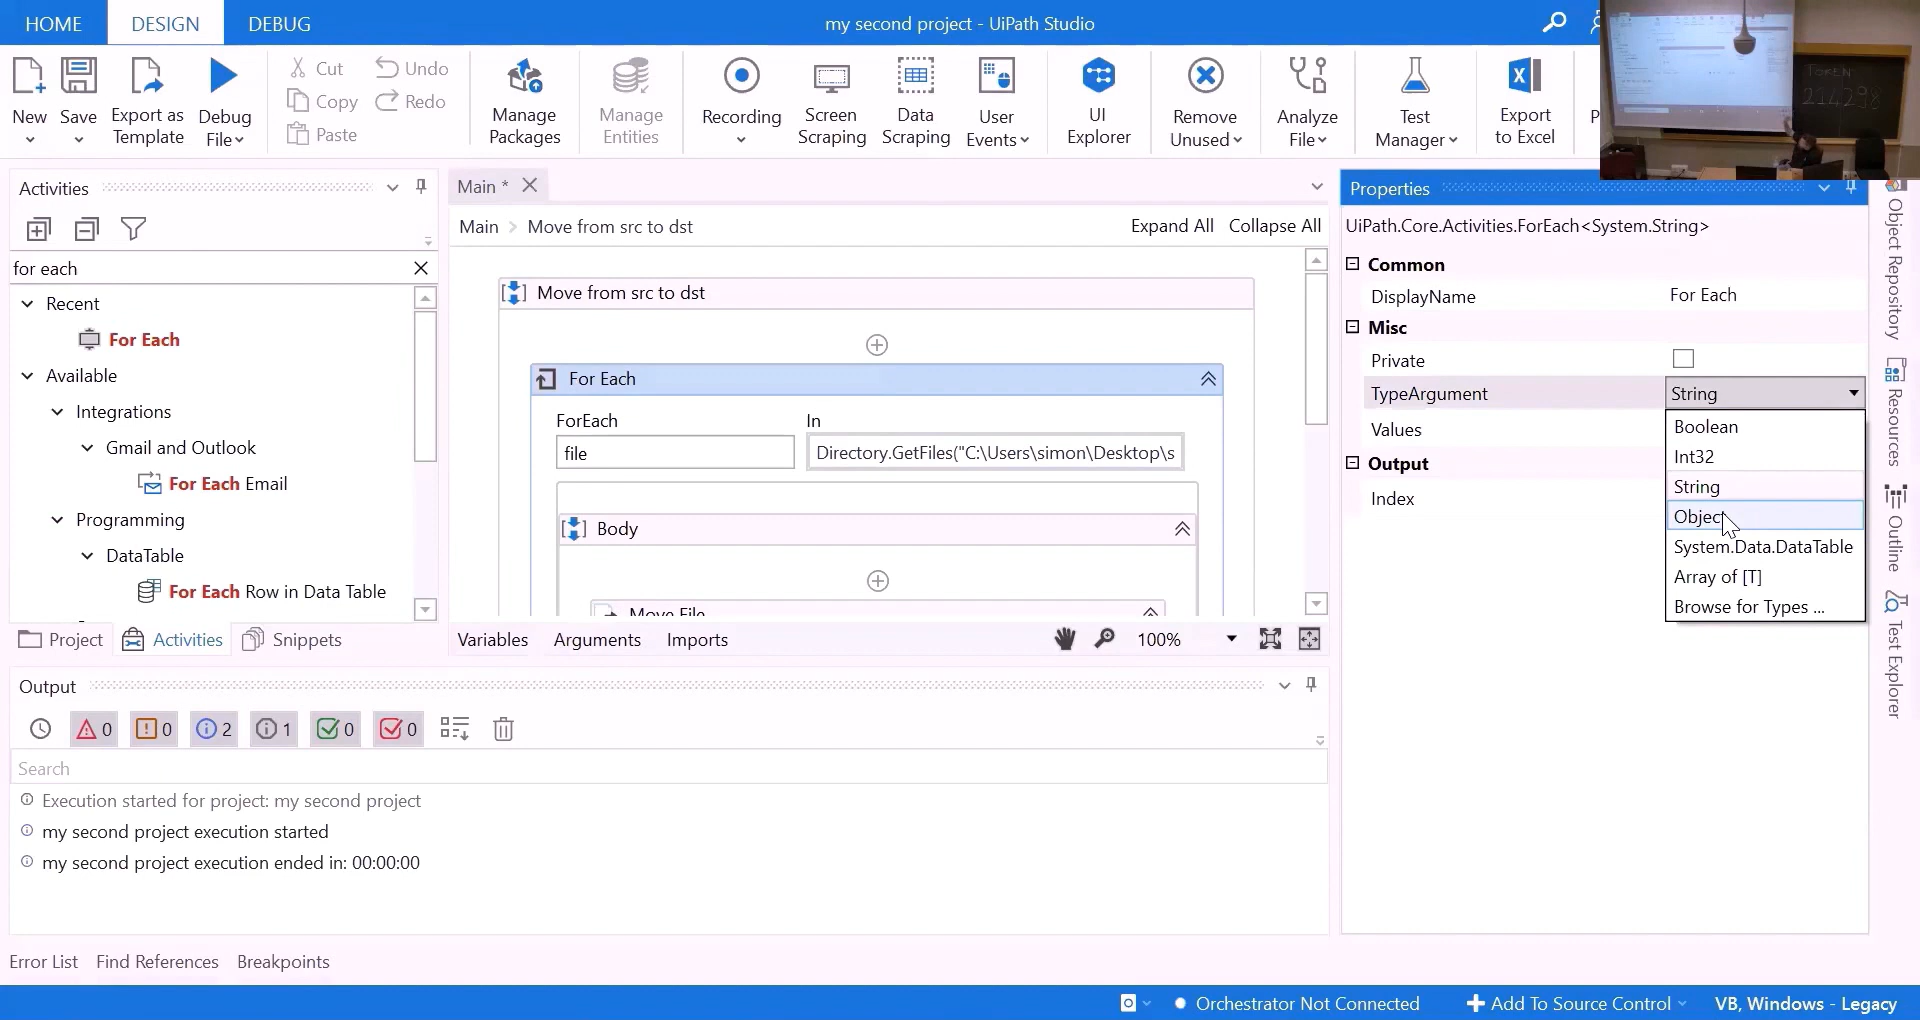 HOME
DESIGN
DEBUG
my second project - UiPath Studio
New
Save
Export as
Template
Debug
File
Cut
Copy
Paste
Undo
Redo
Manage
Packages
Manage
Entities
Recording
Screen
Scraping
Data
Scraping
User
Events
UI
Explorer
Remove
Unused
Analyze
File
Test
Manager
Export
to Excel
P
TOKEN
Activities
for each
Recent
For Each
Available
Integrations
Gmail and Outlook
For Each Email
Programming
DataTable
For Each Row in Data Table
Project
Activities
Snippets
Main *
Main > Move from src to dst
Expand All
Collapse All
Move from src to dst
For Each
ForEach
In
file
Directory.GetFiles("C:\Users\simon\Desktop\s
Body
Move File
Variables
Arguments
Imports
100%
Properties
UiPath.Core.Activities.ForEach<System.String>
Common
DisplayName
For Each
Misc
Private
TypeArgument
String
Values
Output
Index
Boolean
Int32
String
Object
System.Data.DataTable
Array of [T]
Browse for Types ...
Object Repository
Resources
Outline
Test Explorer
Output
0
0
2
1
0
0
Search
Execution started for project: my second project
my second project execution started
my second project execution ended in: 00:00:00
Error List
Find References
Breakpoints
Orchestrator Not Connected
Add To Source Control
VB, Windows - Legacy